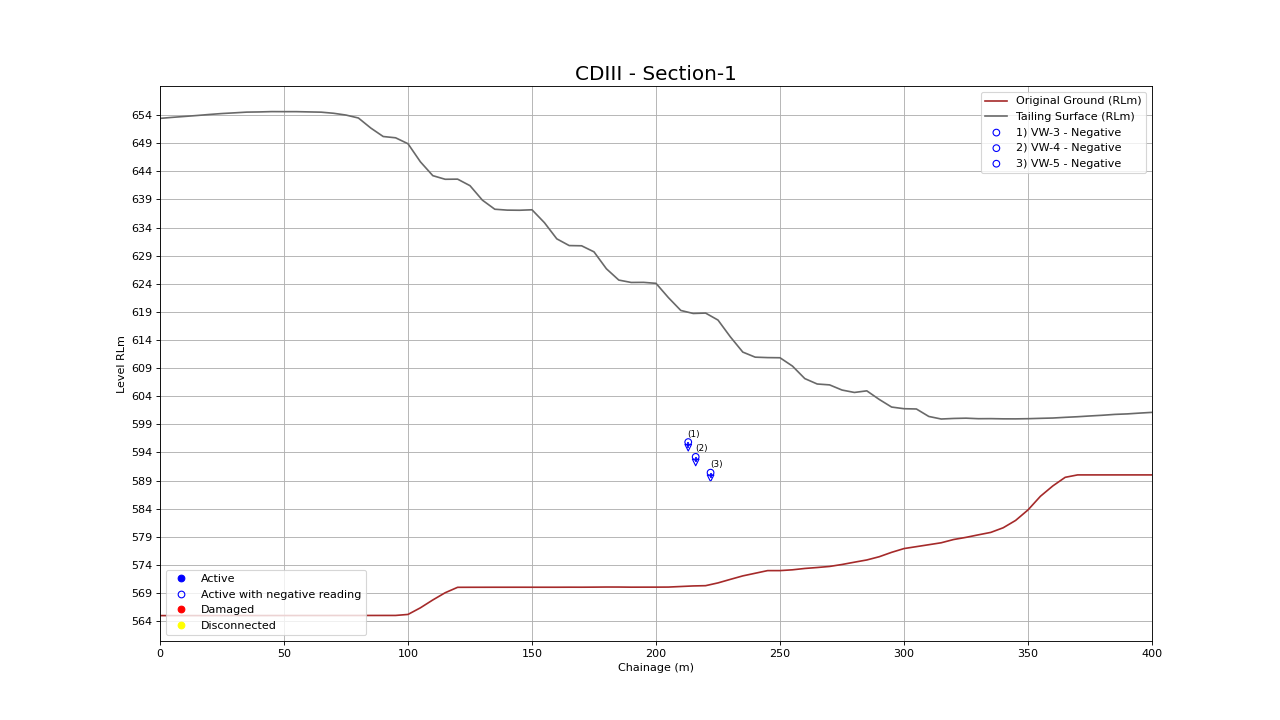 CDIII - Section-1
Original Ground (RLm)
Tailing Surface (RLm)
1) VW-3 - Negative
2) VW-4 - Negative
3) VW-5 - Negative
654
649
644
639
634
629
624
619
614
609
604
599
594
589
584
579
574
569
564
Level RLm
(1)
(2)
(3)
Active
Active with negative reading
Damaged
Disconnected
0 50 100 150 200 250 300 350 400
Chainage (m)